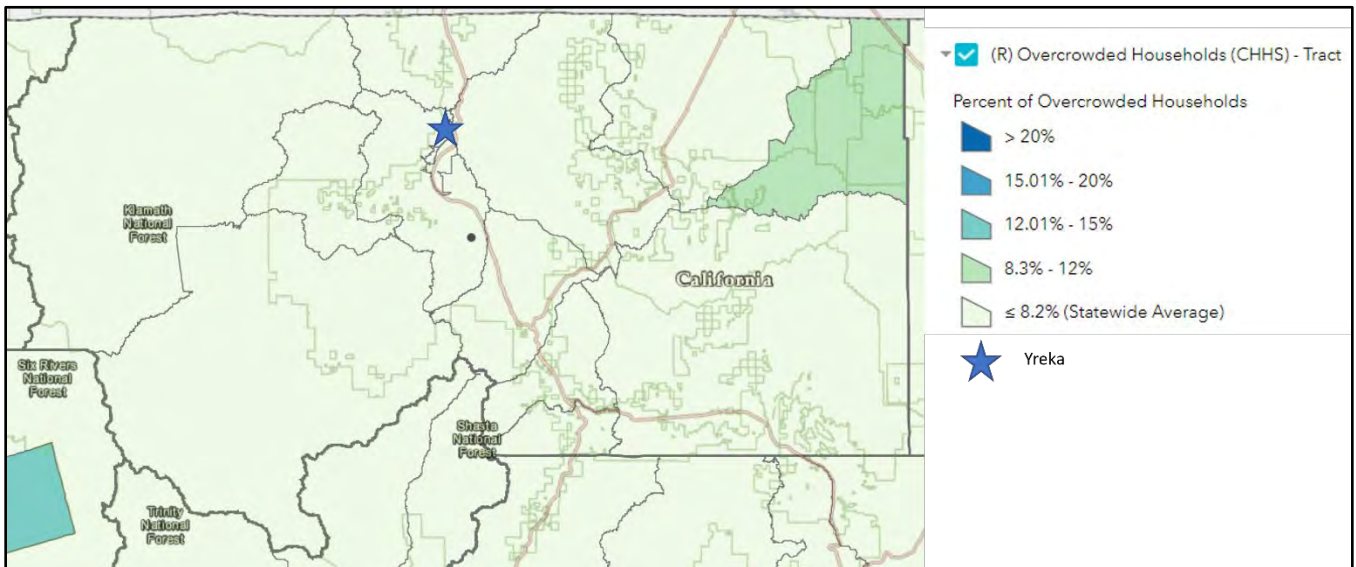 Klamath
National
Forest
California
Six Rivers
National
Forest
Shasta
National
Forest
Trinity
National
Forest
(R) Overcrowded Households (CHHS) - Tract
Percent of Overcrowded Households
> 20%
15.01% - 20%
12.01% - 15%
8.3% - 12%
≤ 8.2% (Statewide Average)
Yreka